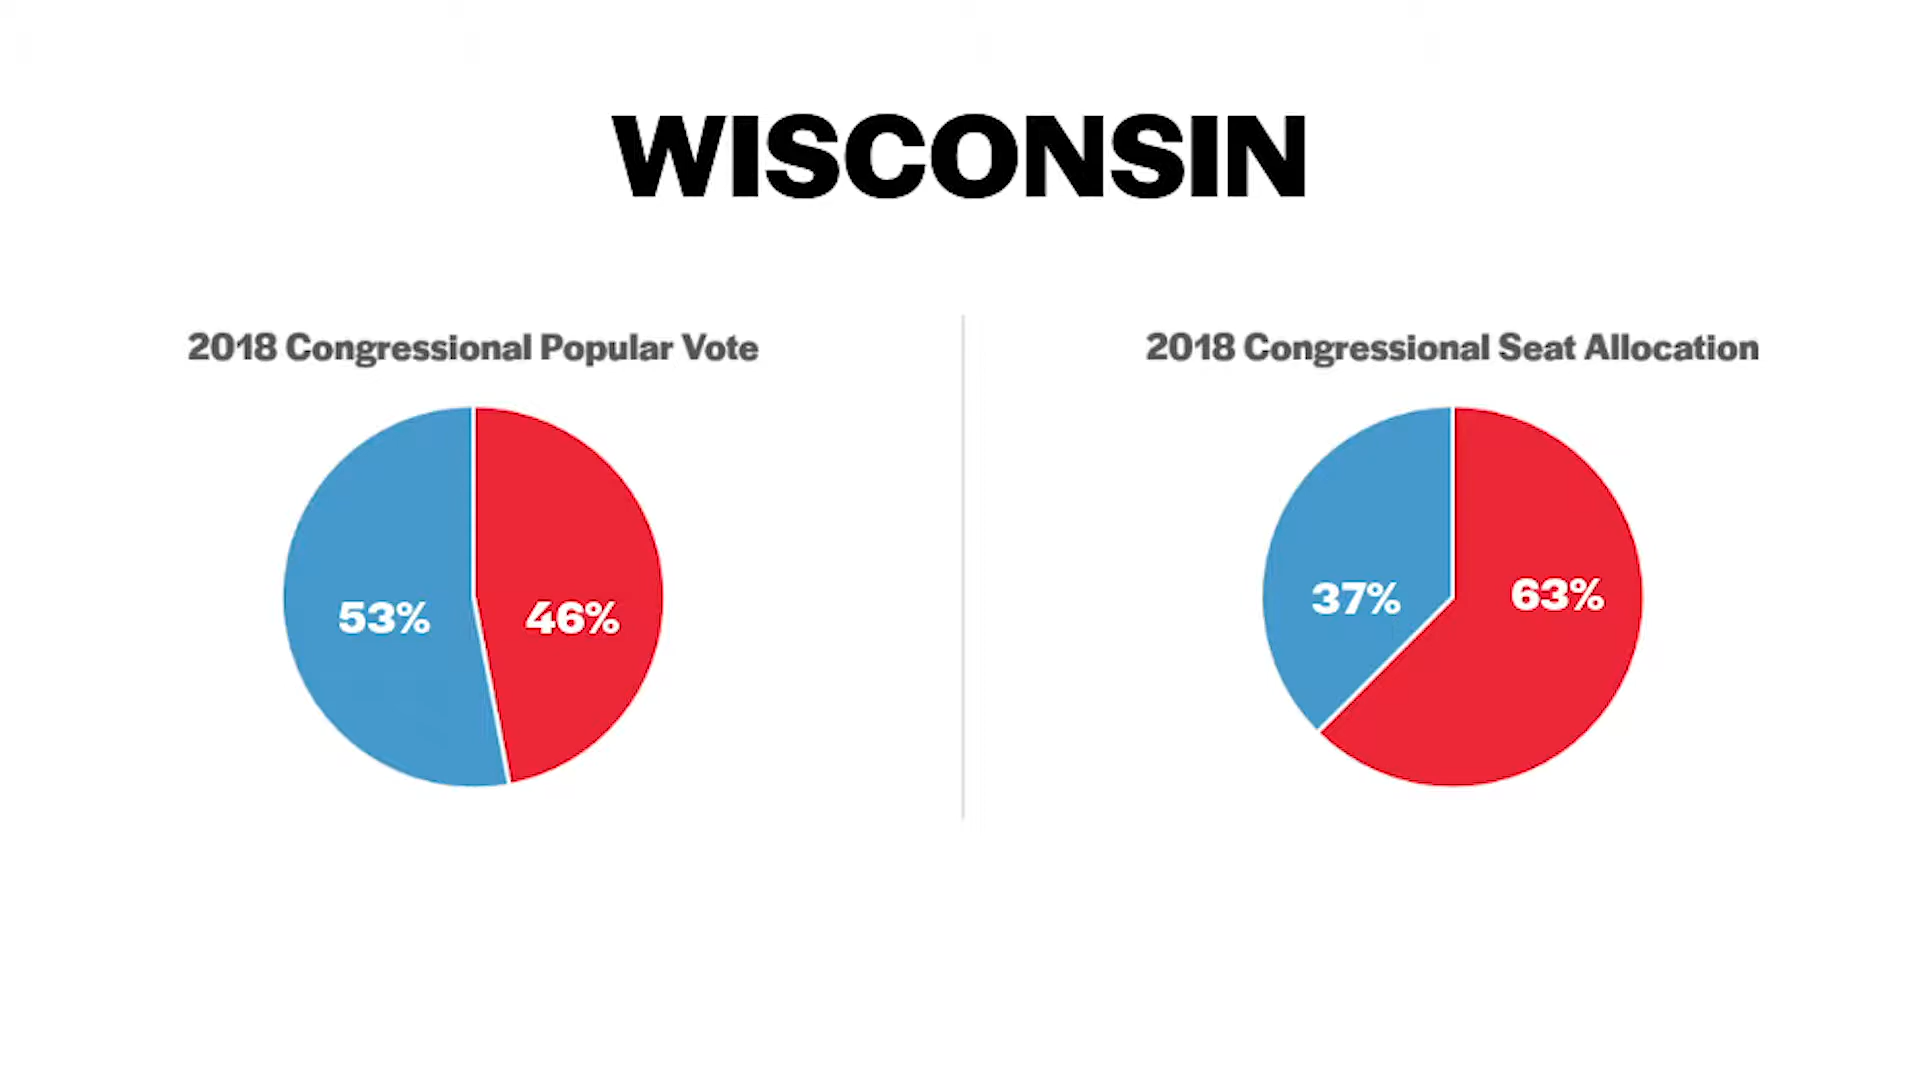 WISCONSIN
2018 Congressional Popular Vote
53%
46%
2018 Congressional Seat Allocation
37%
63%